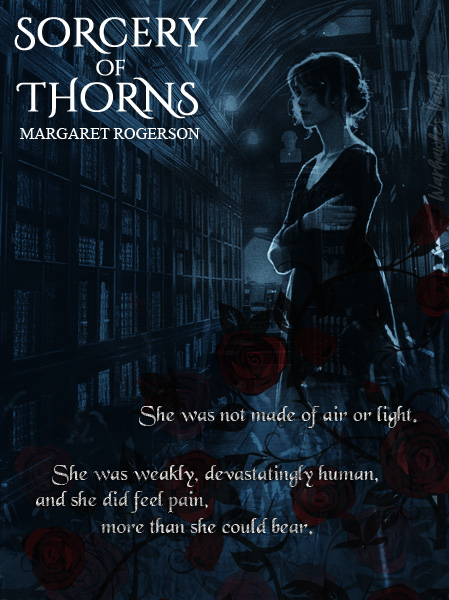 SORCERY
OF
THORNS
MARGARET ROGERSON
She was not made of air or light.
She was weakly, devastatingly human,
and she did feel pain,
more than she could bear.